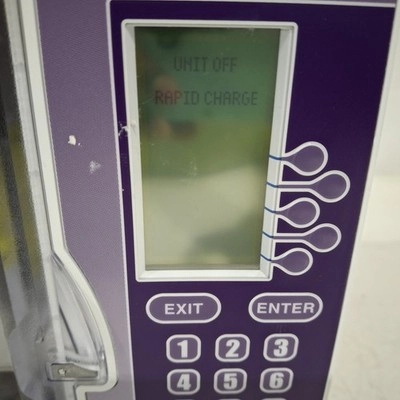 UNIT OFF
RAPID CHARGE
EXIT ENTER
1 2 3
4 5 6